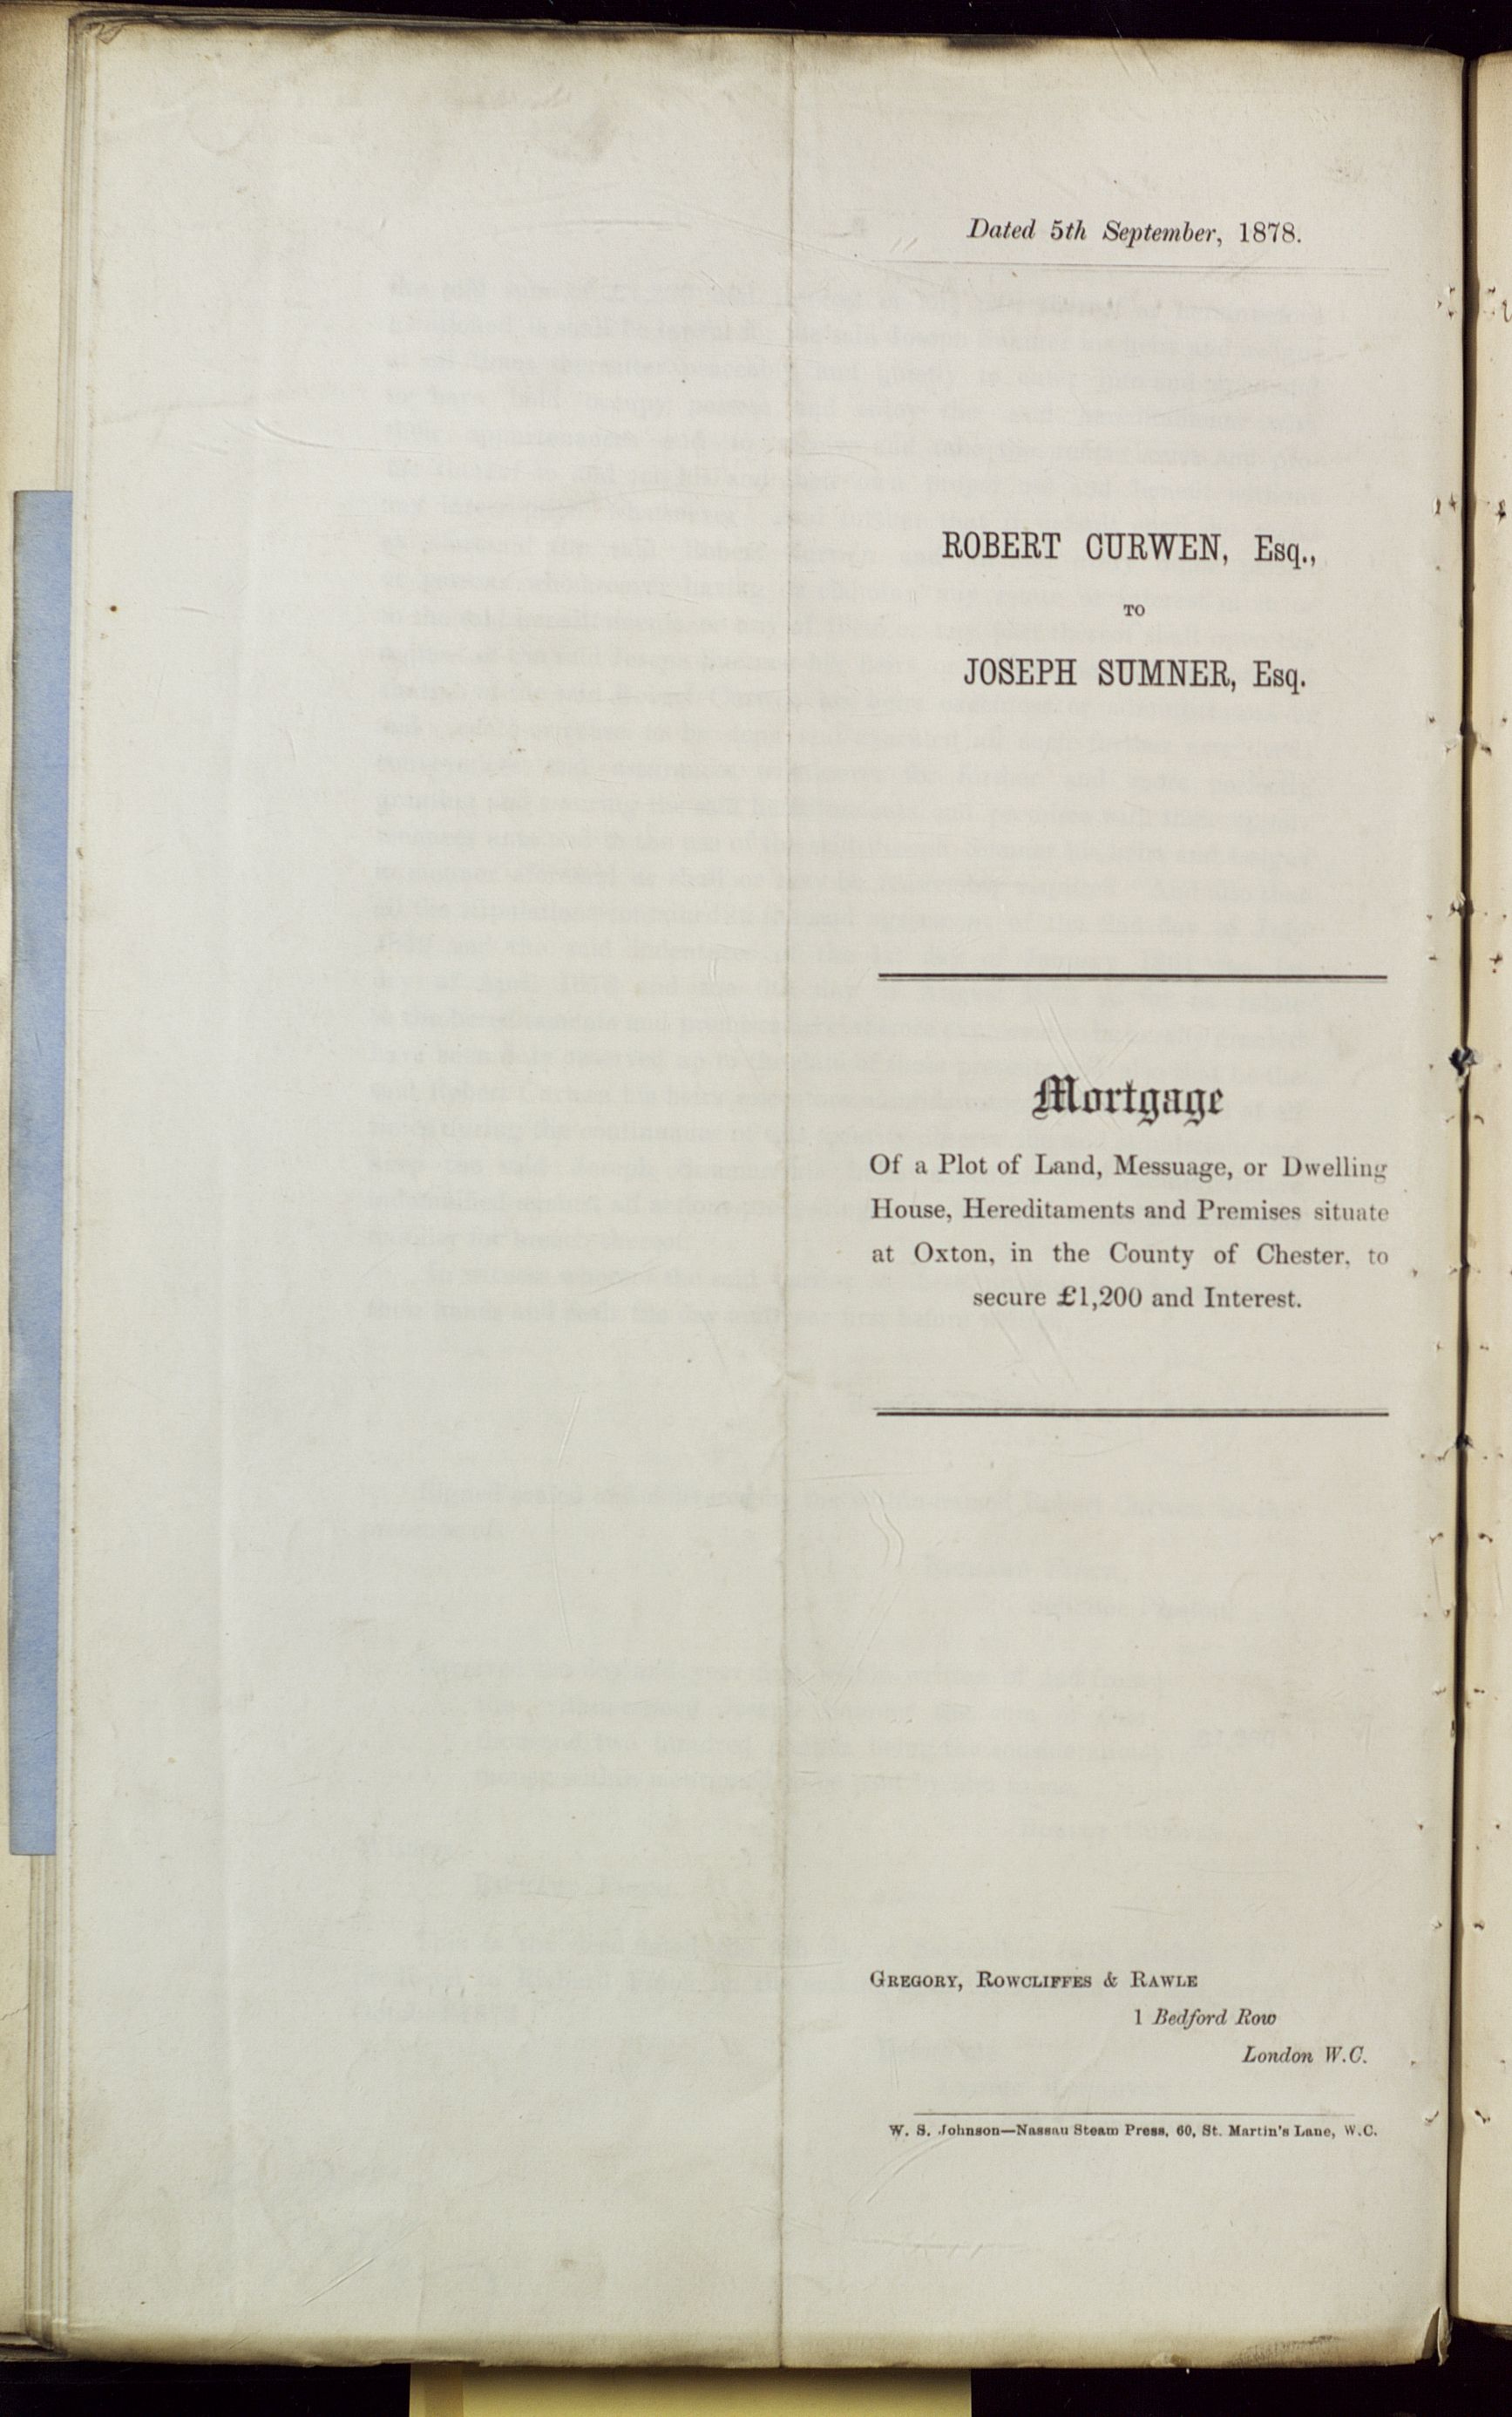 Dated 5th September, 1878.
ROBERT CURWEN, Esq.,
TO
JOSEPH SUMNER, Esq.
Mortgage
Of a Plot of Land, Messuage, or Dwelling
House, Hereditaments and Premises situate
at Oxton, in the County of Chester, to
secure £1,200 and Interest.
GREGORY, ROWCLIFFES & RAWLE
1 Bedford Row
London W.C.
W. S. Johnson—Nassau Steam Press, 60, St. Martin's Lane, W.C.